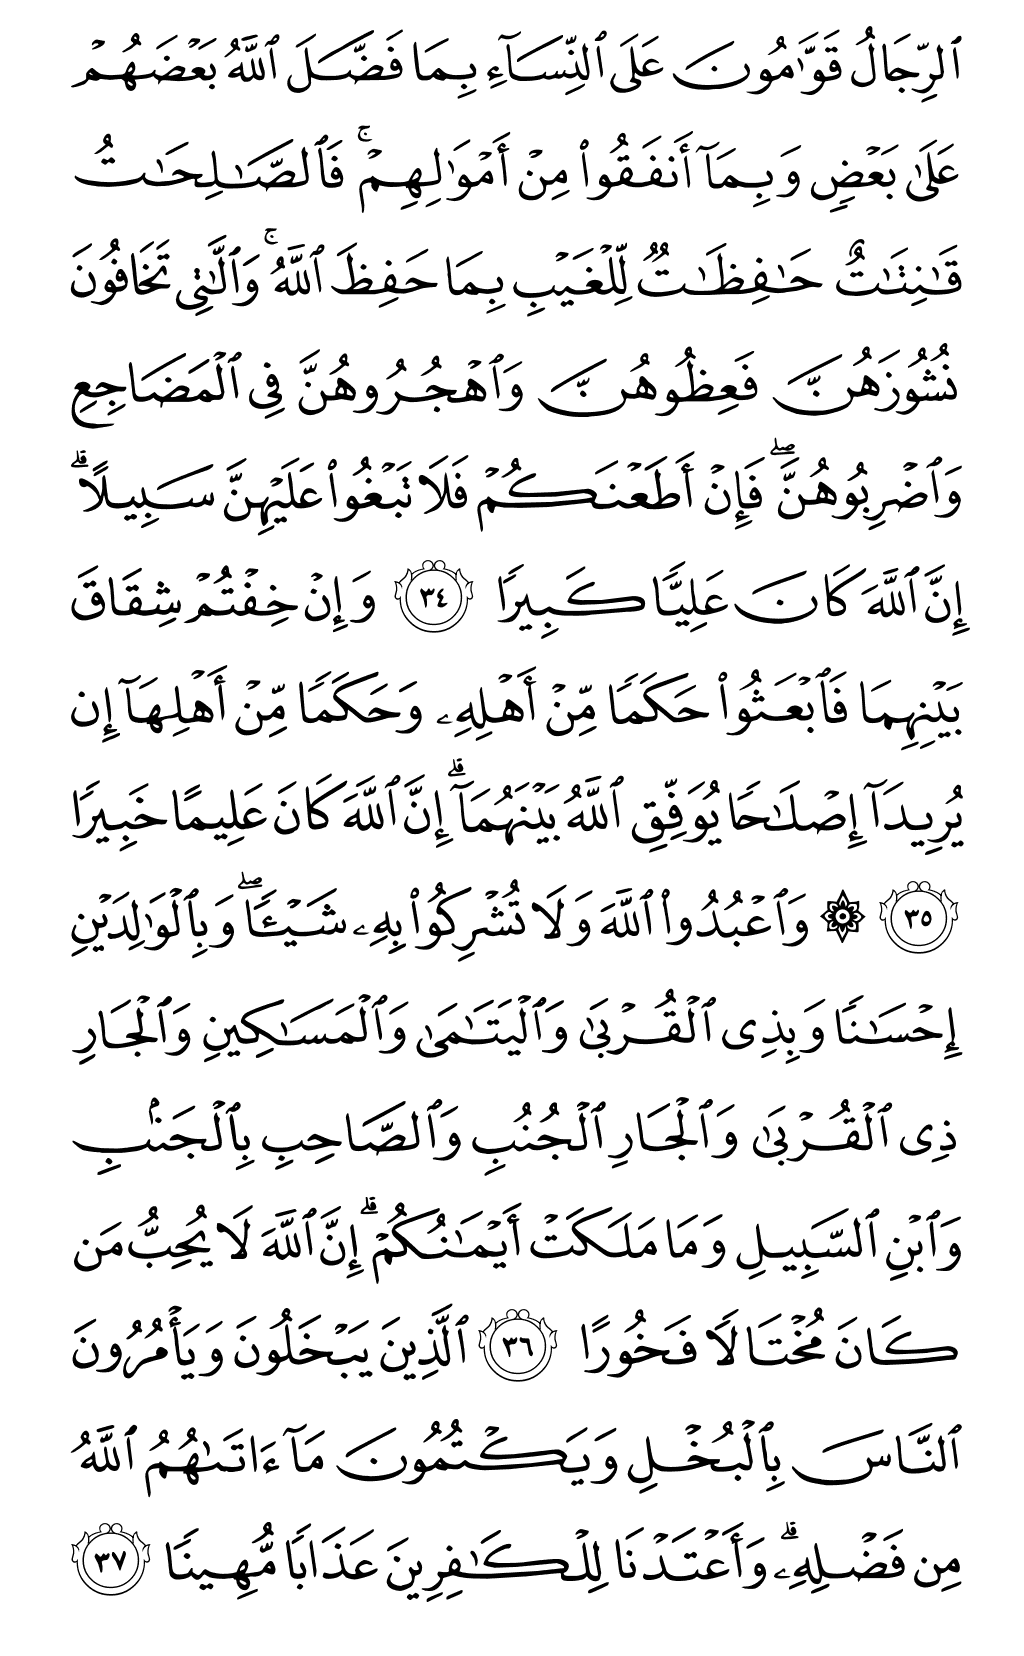 ٱلرِّجَالُ قَوَّٰمُونَ عَلَى ٱلنِّسَآءِ بِمَا فَضَّلَ ٱللَّهُ بَعۡضَهُمۡ
عَلَىٰ بَعۡضٖ وَبِمَآ أَنفَقُواْ مِنۡ أَمۡوَٰلِهِمۡۚ فَٱلصَّٰلِحَٰتُ
قَٰنِتَٰتٌ حَٰفِظَٰتٞ لِّلۡغَيۡبِ بِمَا حَفِظَ ٱللَّهُۚ وَٱلَّٰتِي تَخَافُونَ
نُشُوزَهُنَّ فَعِظُوهُنَّ وَٱهۡجُرُوهُنَّ فِي ٱلۡمَضَاجِعِ
وَٱضۡرِبُوهُنَّۖ فَإِنۡ أَطَعۡنَكُمۡ فَلَا تَبۡغُواْ عَلَيۡهِنَّ سَبِيلًاۗ
إِنَّ ٱللَّهَ كَانَ عَلِيّٗا كَبِيرٗا ٣٤ وَإِنۡ خِفۡتُمۡ شِقَاقَ
بَيۡنِهِمَا فَٱبۡعَثُواْ حَكَمٗا مِّنۡ أَهۡلِهِۦ وَحَكَمٗا مِّنۡ أَهۡلِهَآ إِن
يُرِيدَآ إِصۡلَٰحٗا يُوَفِّقِ ٱللَّهُ بَيۡنَهُمَآۗ إِنَّ ٱللَّهَ كَانَ عَلِيمًا خَبِيرٗا
٣٥ ۞ وَٱعۡبُدُواْ ٱللَّهَ وَلَا تُشۡرِكُواْ بِهِۦ شَيۡـٔٗاۖ وَبِٱلۡوَٰلِدَيۡنِ
إِحۡسَٰنٗا وَبِذِي ٱلۡقُرۡبَىٰ وَٱلۡيَتَٰمَىٰ وَٱلۡمَسَٰكِينِ وَٱلۡجَارِ
ذِي ٱلۡقُرۡبَىٰ وَٱلۡجَارِ ٱلۡجُنُبِ وَٱلصَّاحِبِ بِٱلۡجَنۢبِ
وَٱبۡنِ ٱلسَّبِيلِ وَمَا مَلَكَتۡ أَيۡمَٰنُكُمۡۗ إِنَّ ٱللَّهَ لَا يُحِبُّ مَن
كَانَ مُخۡتَالٗا فَخُورًا ٣٦ ٱلَّذِينَ يَبۡخَلُونَ وَيَأۡمُرُونَ
ٱلنَّاسَ بِٱلۡبُخۡلِ وَيَكۡتُمُونَ مَآ ءَاتَىٰهُمُ ٱللَّهُ
مِن فَضۡلِهِۦۗ وَأَعۡتَدۡنَا لِلۡكَٰفِرِينَ عَذَابٗا مُّهِينٗا ٣٧